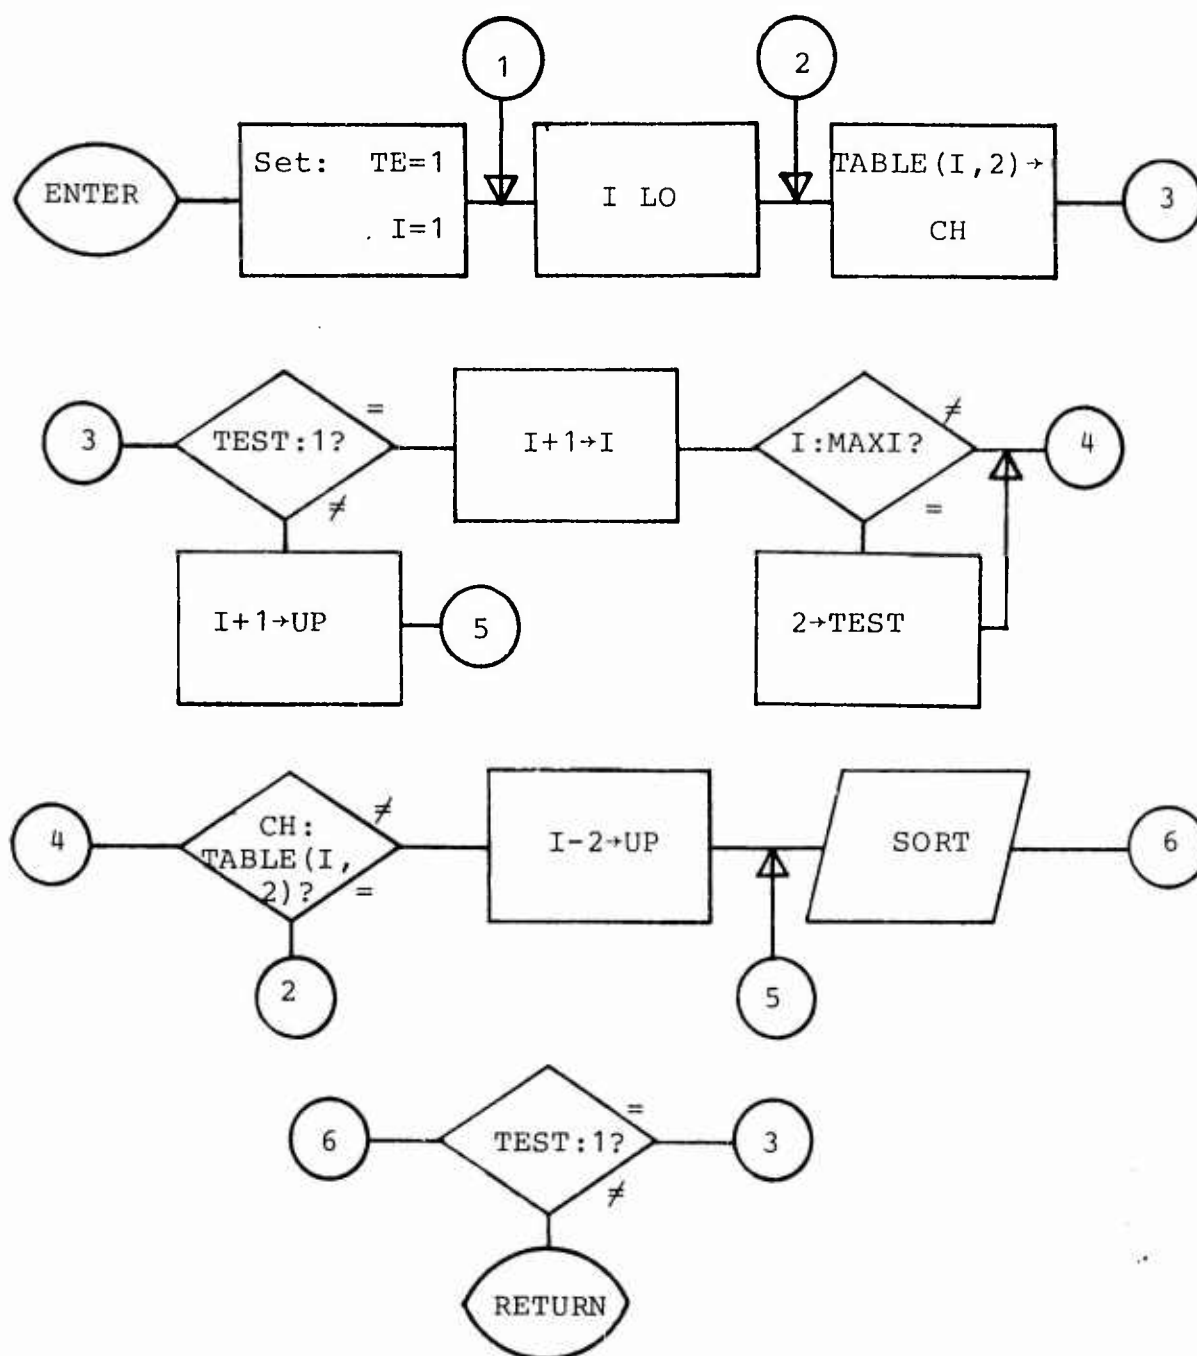 1
2
ENTER
Set: TE=1
I=1
I LO
TABLE(I,2)→
CH
3
3
TEST:1?
=
≠
I+1→I
I:MAXI?
≠
=
4
I+1→UP
5
2→TEST
4
CH:
TABLE(I,
2)?
≠
=
I-2→UP
SORT
6
2
5
6
TEST:1?
=
≠
3
RETURN